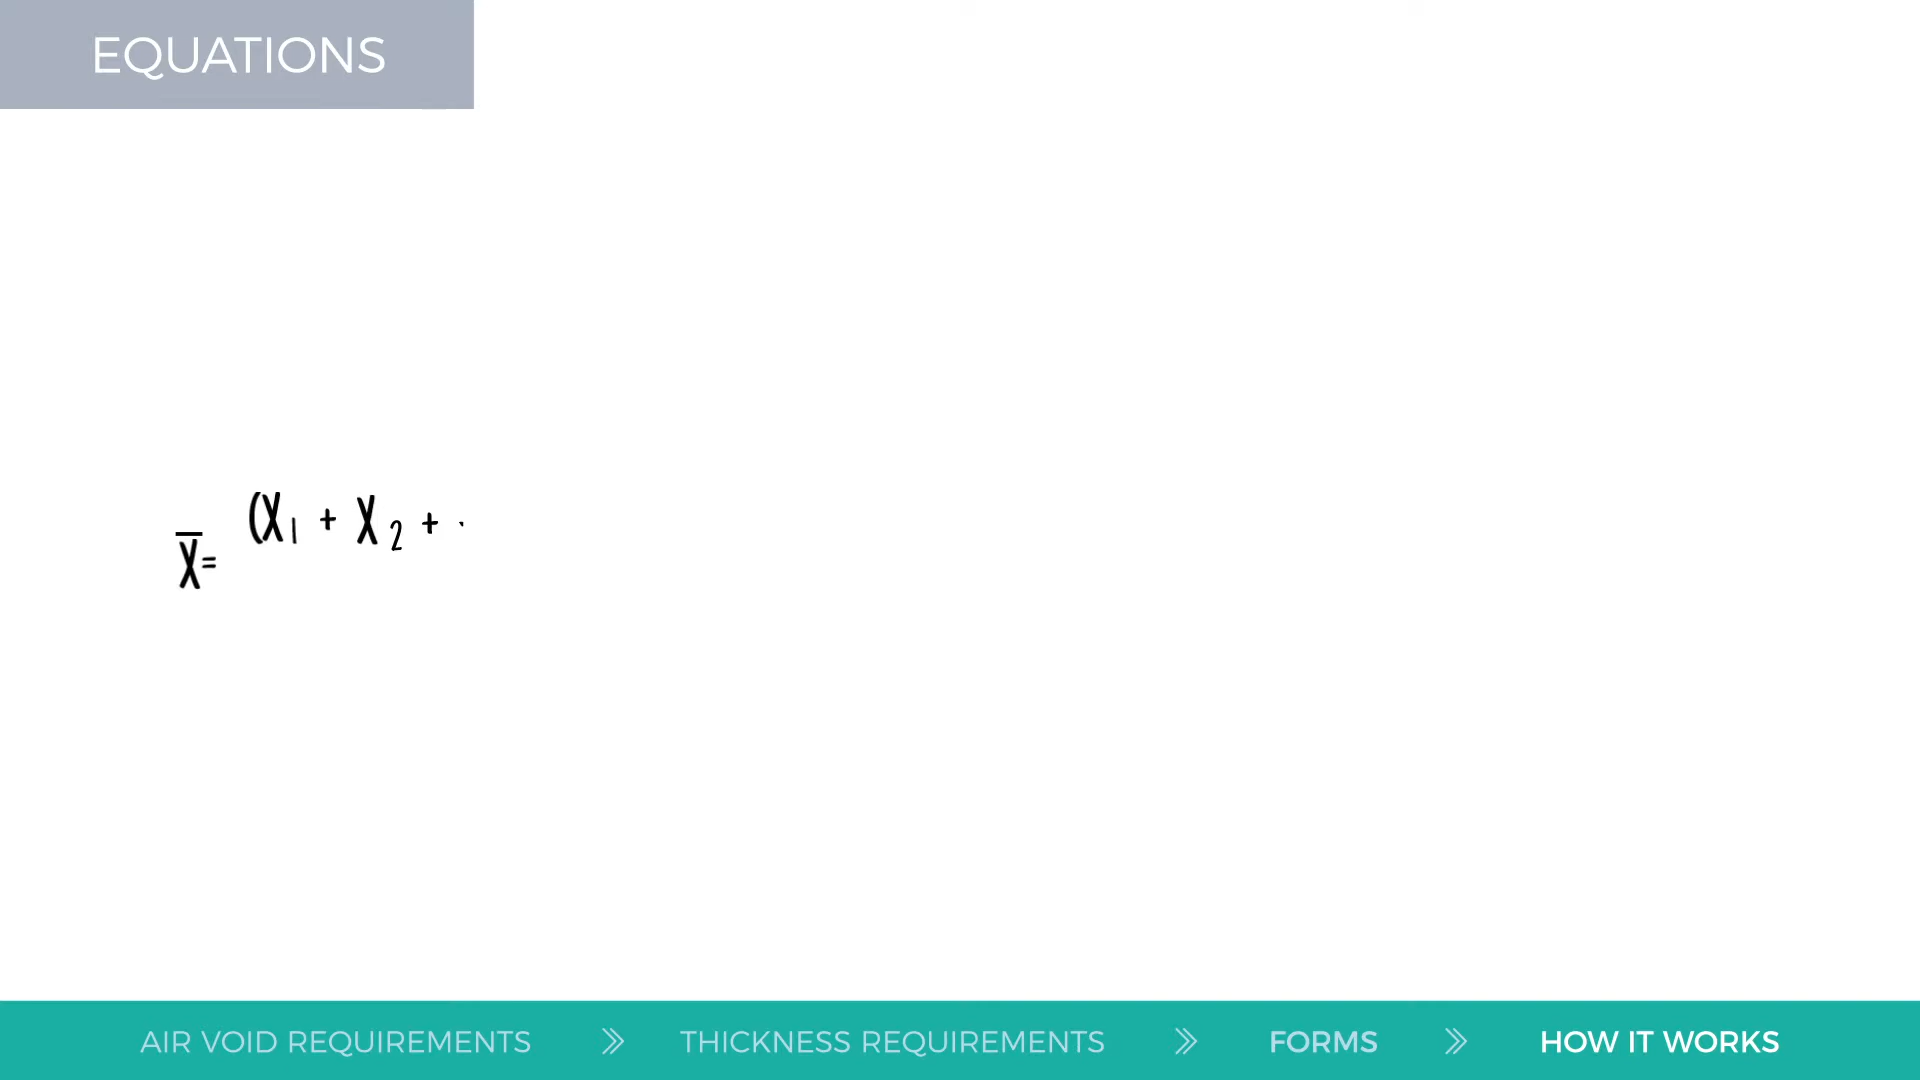 EQUATIONS
X̅= (X₁ + X₂ + ·
AIR VOID REQUIREMENTS » THICKNESS REQUIREMENTS » FORMS » HOW IT WORKS